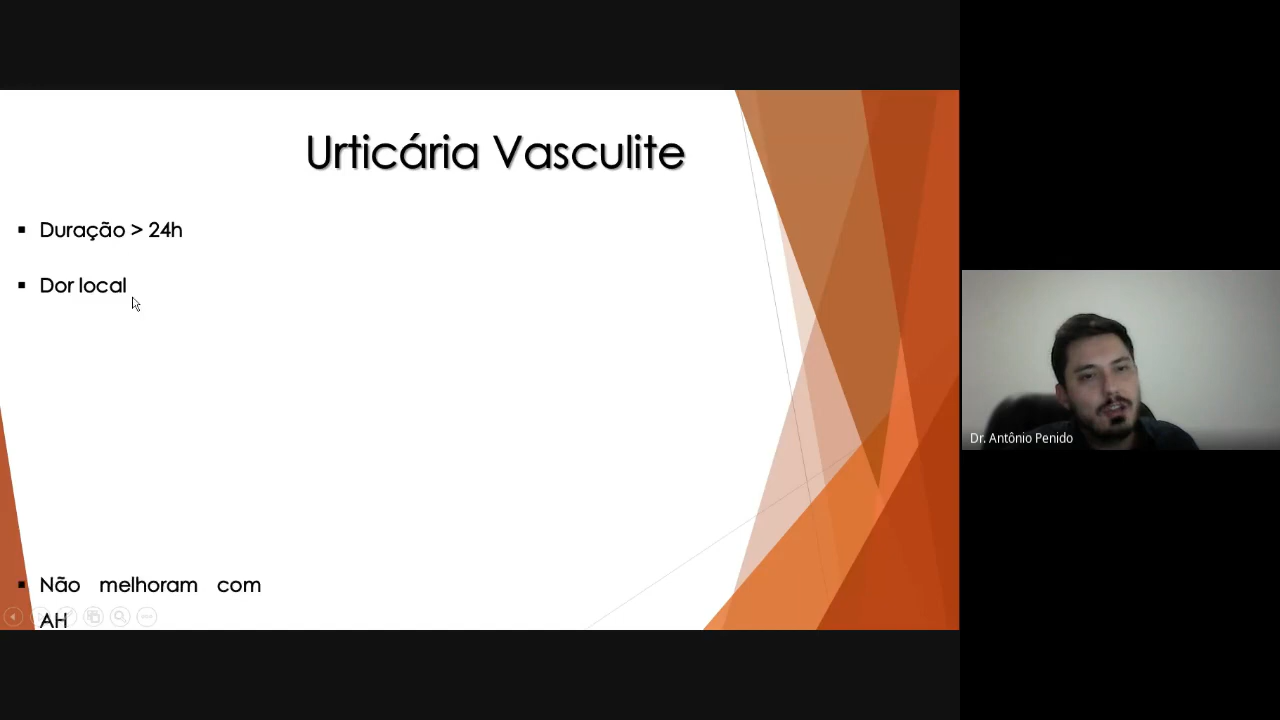 Urticária Vasculite
▪ Duração > 24h
▪ Dor local
▪ Não melhoram com
AH
Dr. Antônio Penido